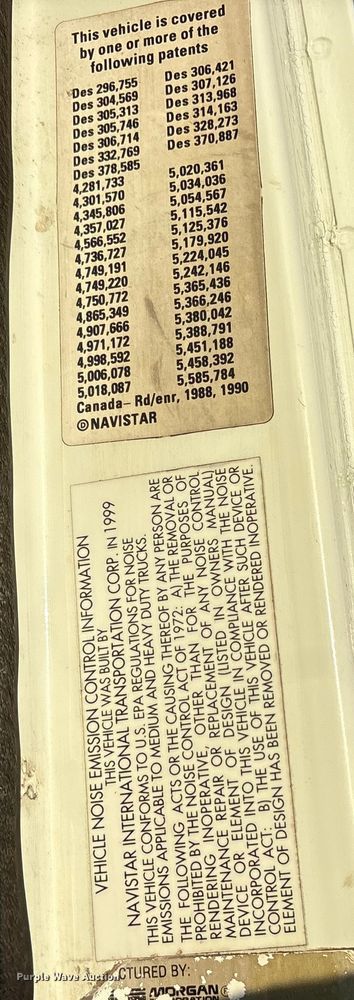 This vehicle is covered
by one or more of the
following patents
Des 296,755
Des 304,569
Des 305,313
Des 305,746
Des 306,714
Des 332,769
Des 378,585
4,281,733
4,301,570
4,345,806
4,357,027
4,566,552
4,736,727
4,749,191
4,749,220
4,750,772
4,865,349
4,907,666
4,971,172
4,998,592
5,006,078
5,018,087
Des 306,421
Des 307,126
Des 313,968
Des 314,163
Des 328,273
Des 370,887
5,020,361
5,034,036
5,054,567
5,115,542
5,125,376
5,179,920
5,224,045
5,242,146
5,365,436
5,366,246
5,380,042
5,388,791
5,451,188
5,458,392
5,585,784
Canada– Rd/enr, 1988, 1990
©NAVISTAR
VEHICLE NOISE EMISSION CONTROL INFORMATION
THIS VEHICLE WAS BUILT BY
NAVISTAR INTERNATIONAL TRANSPORTATION CORP. IN 1999
THIS VEHICLE CONFORMS TO U.S. EPA REGULATIONS FOR NOISE
EMISSIONS APPLICABLE TO MEDIUM AND HEAVY DUTY TRUCKS.
THE FOLLOWING ACTS OR THE CAUSING THEREOF BY ANY PERSON ARE
PROHIBITED BY THE NOISE CONTROL ACT OF 1972: A) THE REMOVAL OR
RENDERING INOPERATIVE, OTHER THAN FOR THE PURPOSES OF
MAINTENANCE REPAIR OR REPLACEMENT OF ANY NOISE CONTROL
DEVICE OR ELEMENT OF DESIGN (LISTED IN OWNERS MANUAL)
INCORPORATED INTO THIS VEHICLE IN COMPLIANCE WITH THE NOISE
CONTROL ACT. B) THE USE OF THIS VEHICLE AFTER SUCH DEVICE OR
ELEMENT OF DESIGN HAS BEEN REMOVED OR RENDERED INOPERATIVE.
CTURED BY:
MORGAN
Purple Wave Auction